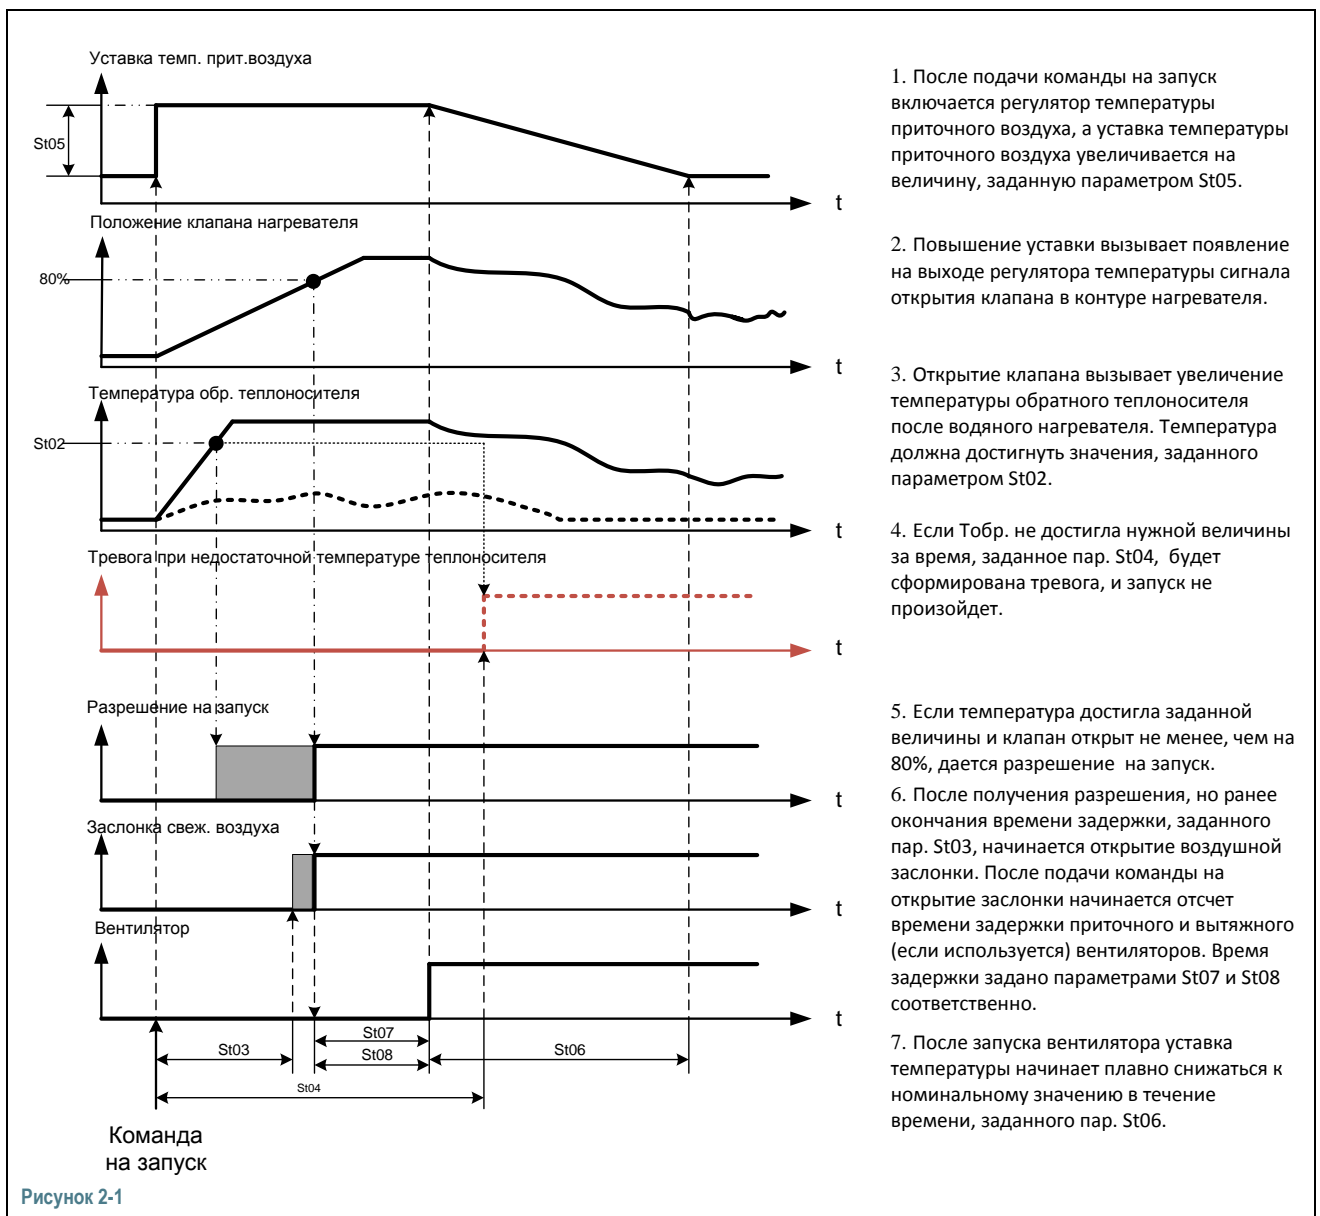 Уставка темп. прит.воздуха
St05
t
Положение клапана нагревателя
80%
t
Температура обр. теплоносителя
St02
t
Тревога при недостаточной температуре теплоносителя
t
Разрешение на запуск
t
Заслонка свеж. воздуха
t
Вентилятор
t
St07
St03
St08
St06
St04
Команда
на запуск
1. После подачи команды на запуск
включается регулятор температуры
приточного воздуха, а уставка температуры
приточного воздуха увеличивается на
величину, заданную параметром St05.
2. Повышение уставки вызывает появление
на выходе регулятора температуры сигнала
открытия клапана в контуре нагревателя.
3. Открытие клапана вызывает увеличение
температуры обратного теплоносителя
после водяного нагревателя. Температура
должна достигнуть значения, заданного
параметром St02.
4. Если Тобр. не достигла нужной величины
за время, заданное пар. St04, будет
сформирована тревога, и запуск не
произойдет.
5. Если температура достигла заданной
величины и клапан открыт не менее, чем на
80%, дается разрешение на запуск.
6. После получения разрешения, но ранее
окончания времени задержки, заданного
пар. St03, начинается открытие воздушной
заслонки. После подачи команды на
открытие заслонки начинается отсчет
времени задержки приточного и вытяжного
(если используется) вентиляторов. Время
задержки задано параметрами St07 и St08
соответственно.
7. После запуска вентилятора уставка
температуры начинает плавно снижаться к
номинальному значению в течение
времени, заданного пар. St06.
Рисунок 2-1